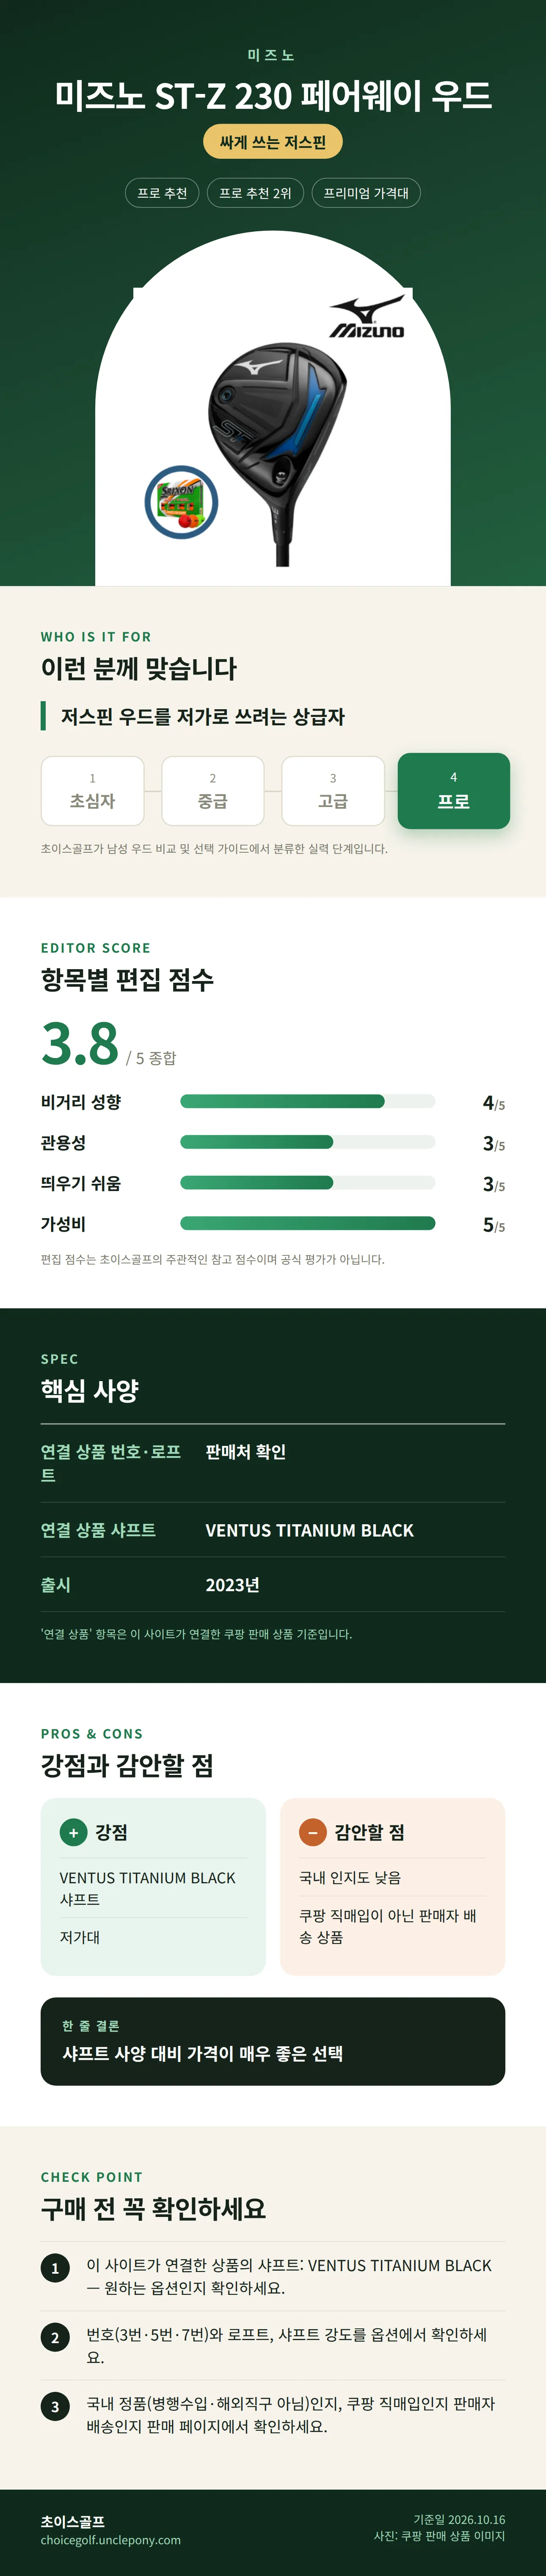 미즈노
미즈노 ST-Z 230 페어웨이 우드
싸게 쓰는 저스핀
프로 추천
프로 추천 2위
프리미엄 가격대
MIZUNO
SRIXON
WHO IS IT FOR
이런 분께 맞습니다
저스핀 우드를 저가로 쓰려는 상급자
1
초심자
2
중급
3
고급
4
프로
초이스골프가 남성 우드 비교 및 선택 가이드에서 분류한 실력 단계입니다.
EDITOR SCORE
항목별 편집 점수
3.8 / 5 종합
비거리 성향 4/5
관용성 3/5
띄우기 쉬움 3/5
가성비 5/5
편집 점수는 초이스골프의 주관적인 참고 점수이며 공식 평가가 아닙니다.
SPEC
핵심 사양
연결 상품 번호·로프
트
판매처 확인
연결 상품 샤프트 VENTUS TITANIUM BLACK
출시 2023년
'연결 상품' 항목은 이 사이트가 연결한 쿠팡 판매 상품 기준입니다.
PROS & CONS
강점과 감안할 점
+ 강점
VENTUS TITANIUM BLACK
샤프트
저가대
− 감안할 점
국내 인지도 낮음
쿠팡 직매입이 아닌 판매자 배
송 상품
한 줄 결론
샤프트 사양 대비 가격이 매우 좋은 선택
CHECK POINT
구매 전 꼭 확인하세요
1 이 사이트가 연결한 상품의 샤프트: VENTUS TITANIUM BLACK
— 원하는 옵션인지 확인하세요.
2 번호(3번·5번·7번)와 로프트, 샤프트 강도를 옵션에서 확인하세
요.
3 국내 정품(병행수입·해외직구 아님)인지, 쿠팡 직매입인지 판매자
배송인지 판매 페이지에서 확인하세요.
초이스골프
choicegolf.unclepony.com
기준일 2026.10.16
사진: 쿠팡 판매 상품 이미지